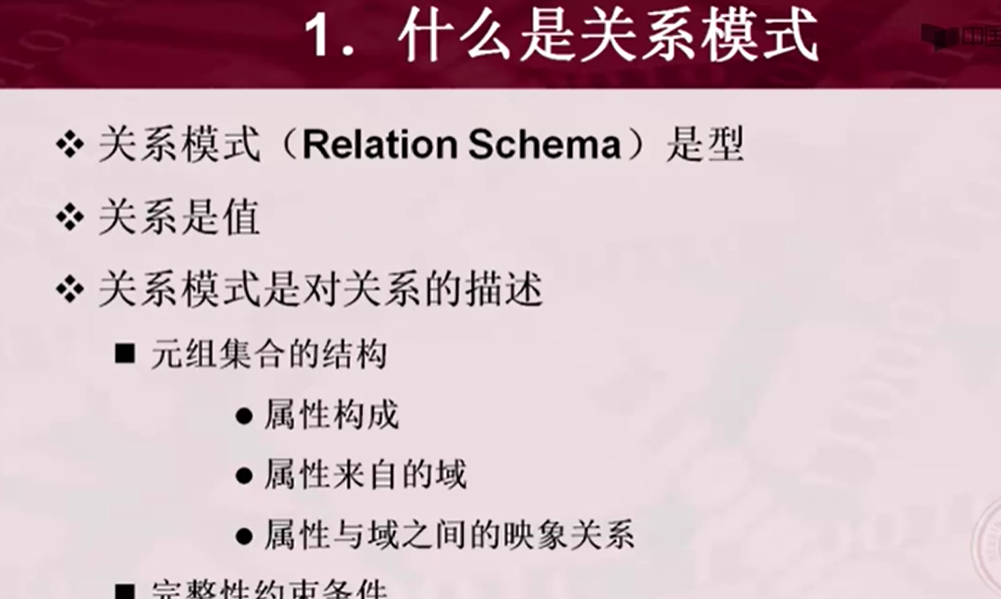 1. 什么是关系模式
❖ 关系模式（Relation Schema）是型
❖ 关系是值
❖ 关系模式是对关系的描述
■ 元组集合的结构
● 属性构成
● 属性来自的域
● 属性与域之间的映象关系
■ 完整性约束条件